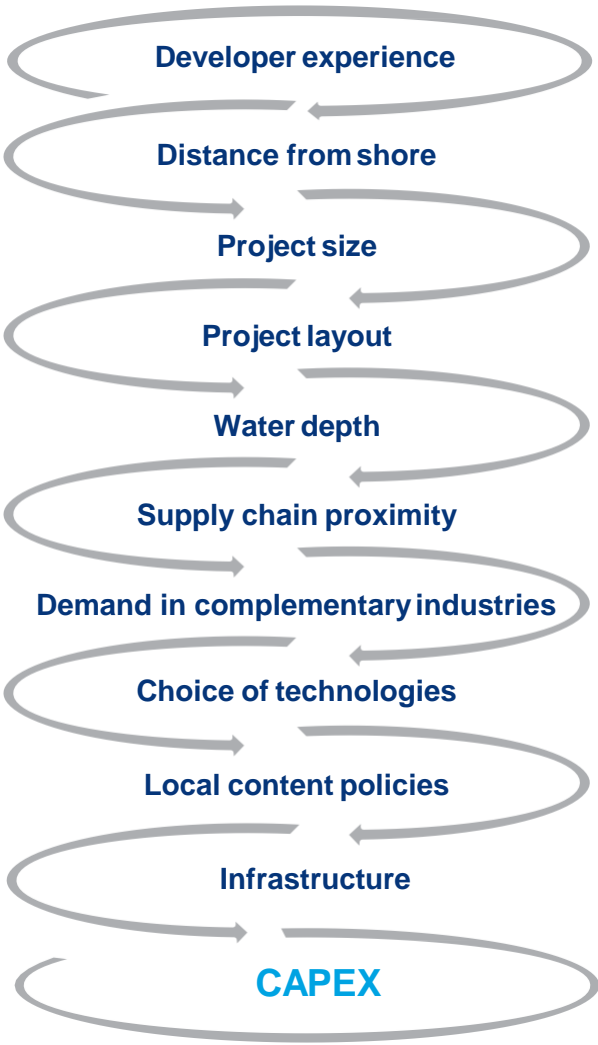 Developer experience
Distance from shore
Project size
Project layout
Water depth
Supply chain proximity
Demand in complementary industries
Choice of technologies
Local content policies
Infrastructure
CAPEX